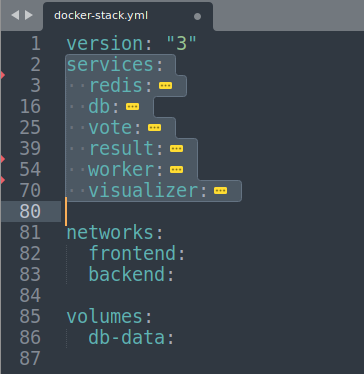 docker-stack.yml
1 version: "3"
2 services:
3 redis:
16 db:
25 vote:
39 result:
54 worker:
70 visualizer:
80
81 networks:
82 frontend:
83 backend:
84
85 volumes:
86 db-data:
87